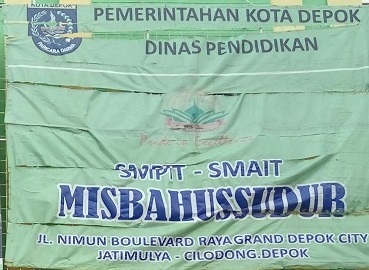 KOTA DEPOK
PEMERINTAHAN KOTA DEPOK
DINAS PENDIDIKAN
SMPIT - SMAIT
MISBAHUSSUDUR
JL. NIMUN BOULEVARD RAYA GRAND DEPOK CITY
JATIMULYA - CILODONG.DEPOK